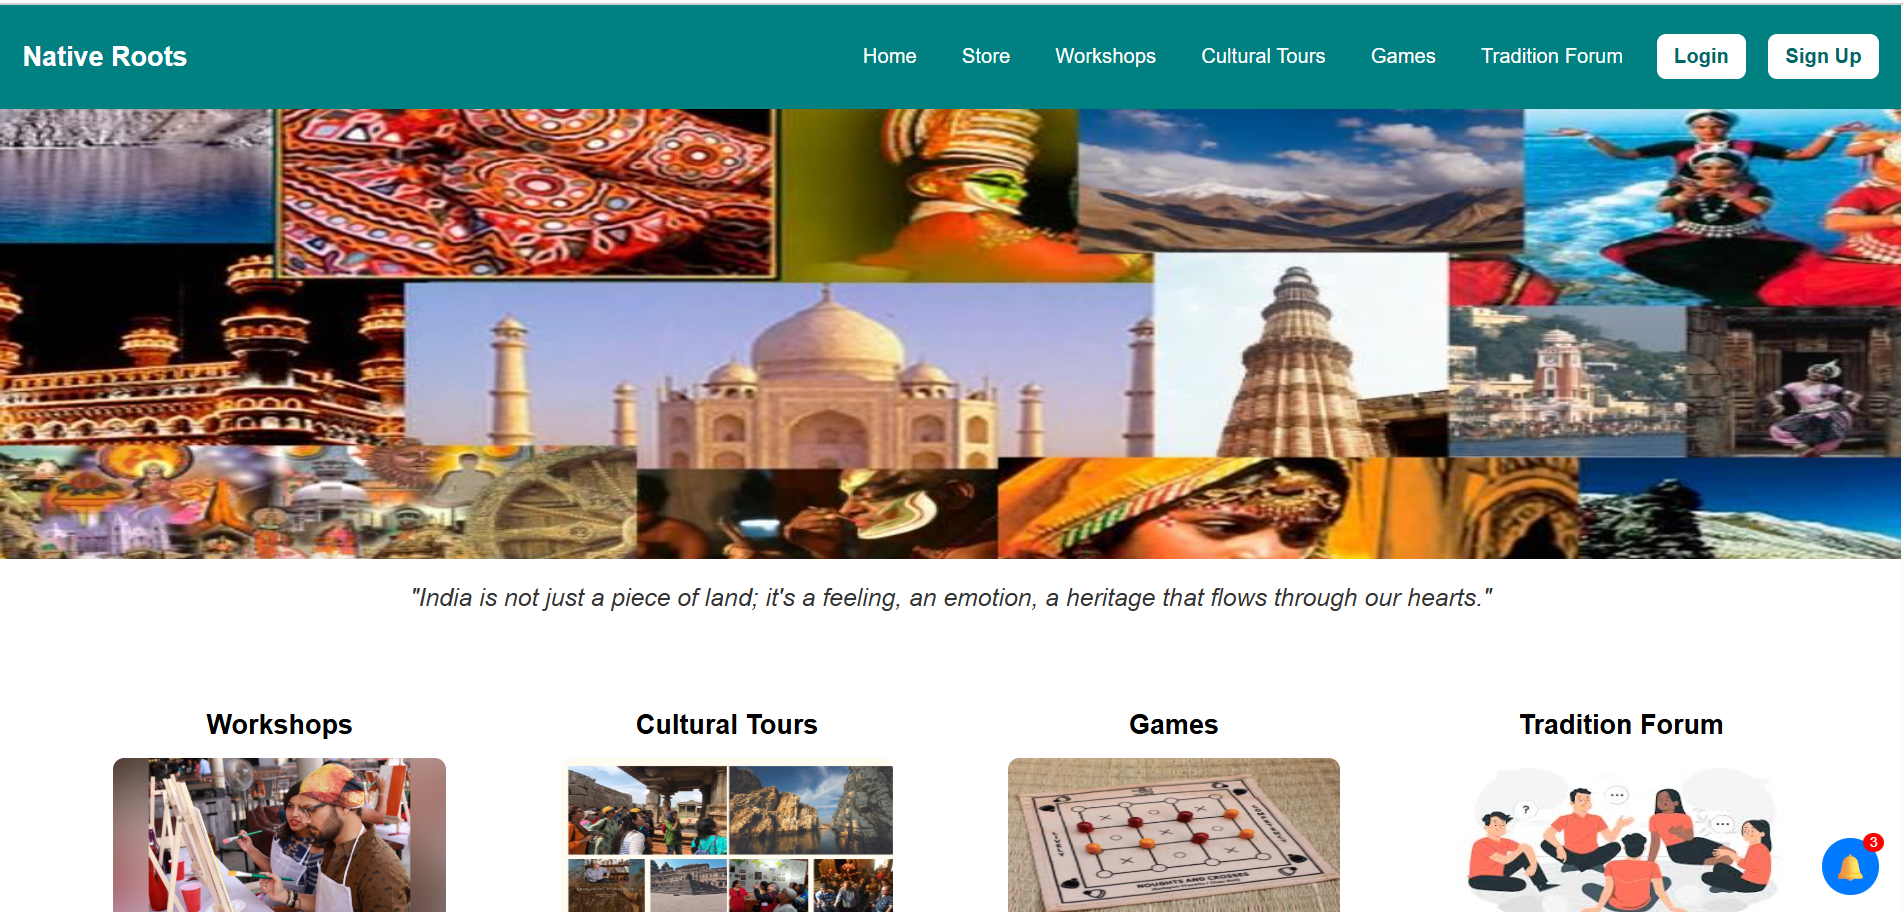 Native Roots
Home Store Workshops Cultural Tours Games Tradition Forum Login Sign Up
"India is not just a piece of land; it's a feeling, an emotion, a heritage that flows through our hearts."
Workshops Cultural Tours Games Tradition Forum
?
NOUGHTS AND CROSSES
3